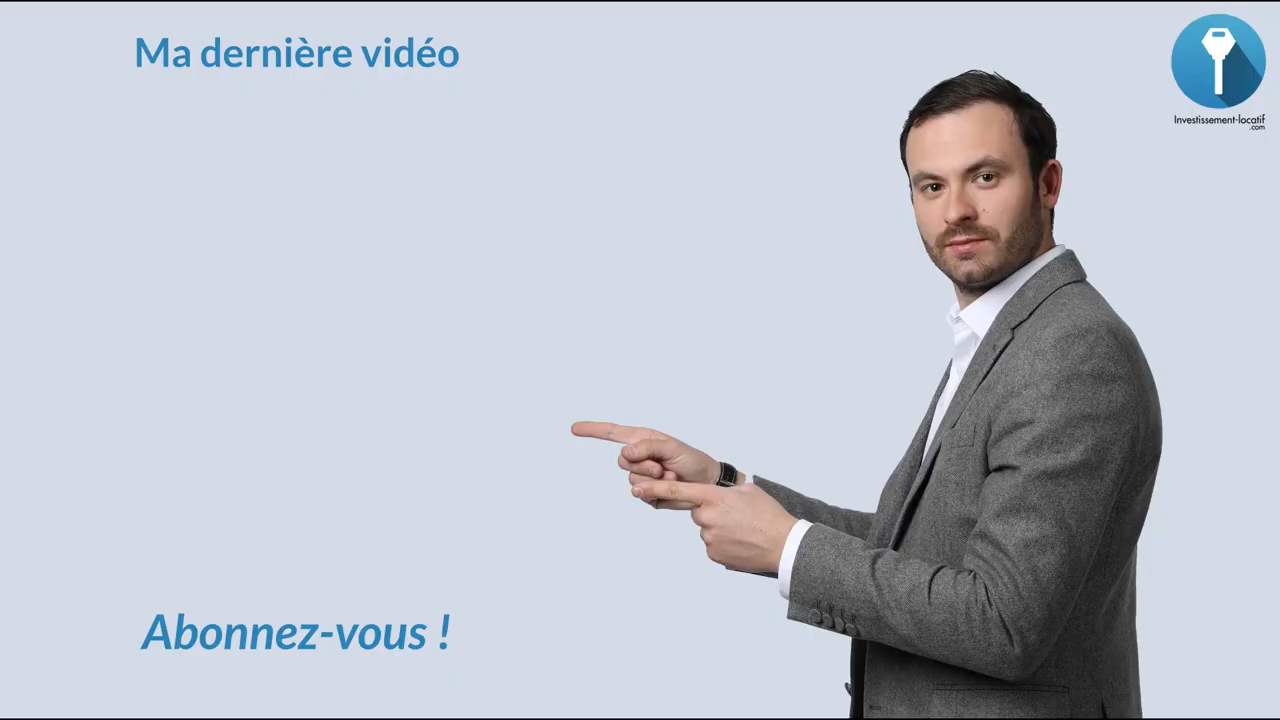 Ma dernière vidéo
Investissement-locatif
.com
Abonnez-vous !